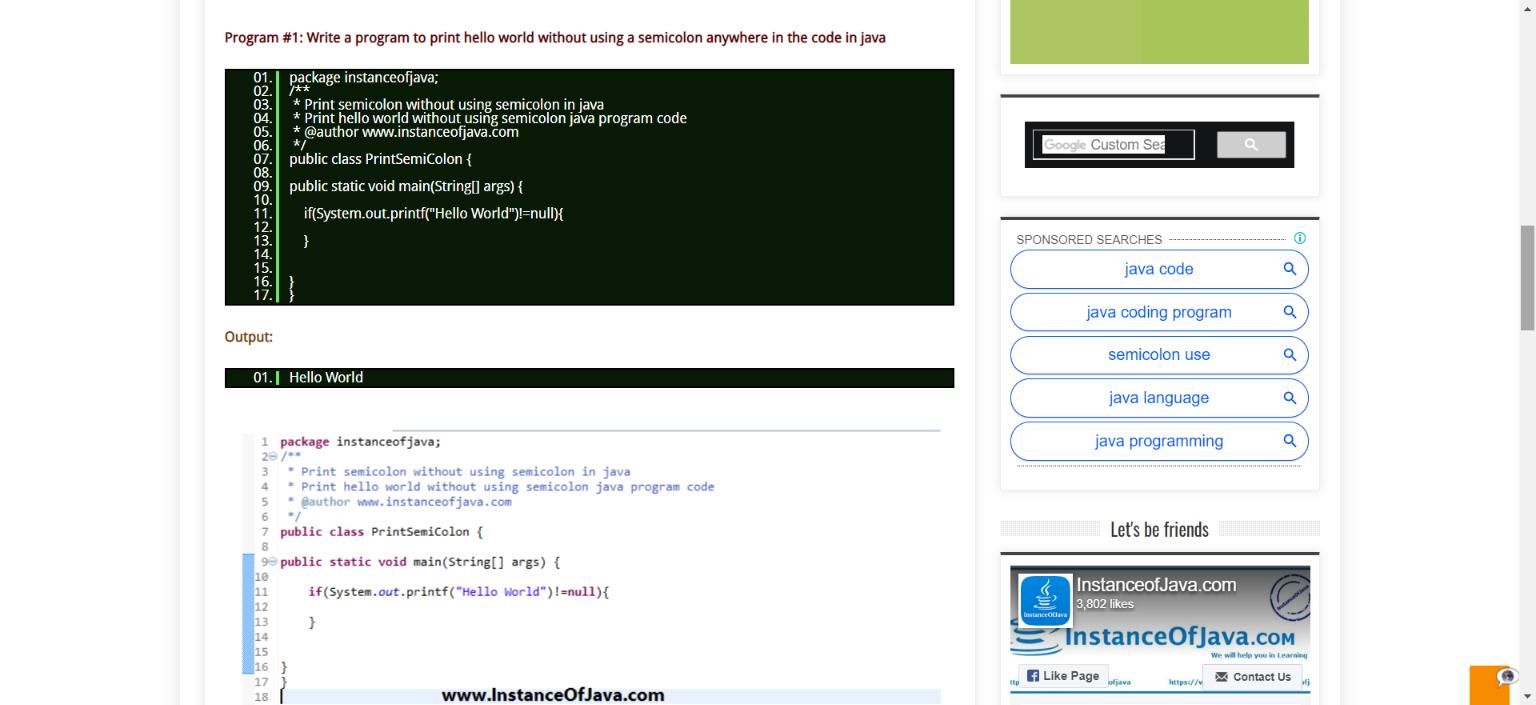 Program #1: Write a program to print hello world without using a semicolon anywhere in the code in java
01. package instanceofjava;
02. /**
03. * Print semicolon without using semicolon in java
04. * Print hello world without using semicolon java program code
05. * @author www.instanceofjava.com
06. */
07. public class PrintSemiColon {
08.
09. public static void main(String[] args) {
10.
11. if(System.out.printf("Hello World")!=null){
12.
13. }
14.
15.
16. }
17. }
Output:
01. Hello World
1 package instanceofjava;
2 /**
3 * Print semicolon without using semicolon in java
4 * Print hello world without using semicolon java program code
5 * @author www.instanceofjava.com
6 */
7 public class PrintSemiColon {
8
9 public static void main(String[] args) {
10
11 if(System.out.printf("Hello World")!=null){
12
13 }
14
15
16 }
17 }
18
www.InstanceOfJava.com
Google Custom Sea
SPONSORED SEARCHES
java code
java coding program
semicolon use
java language
java programming
Let's be friends
InstanceofJava.com
3,802 likes
InstanceOfJava
InstanceOfJava.com
We will help you in Learning
Like Page
ofjava
Contact Us